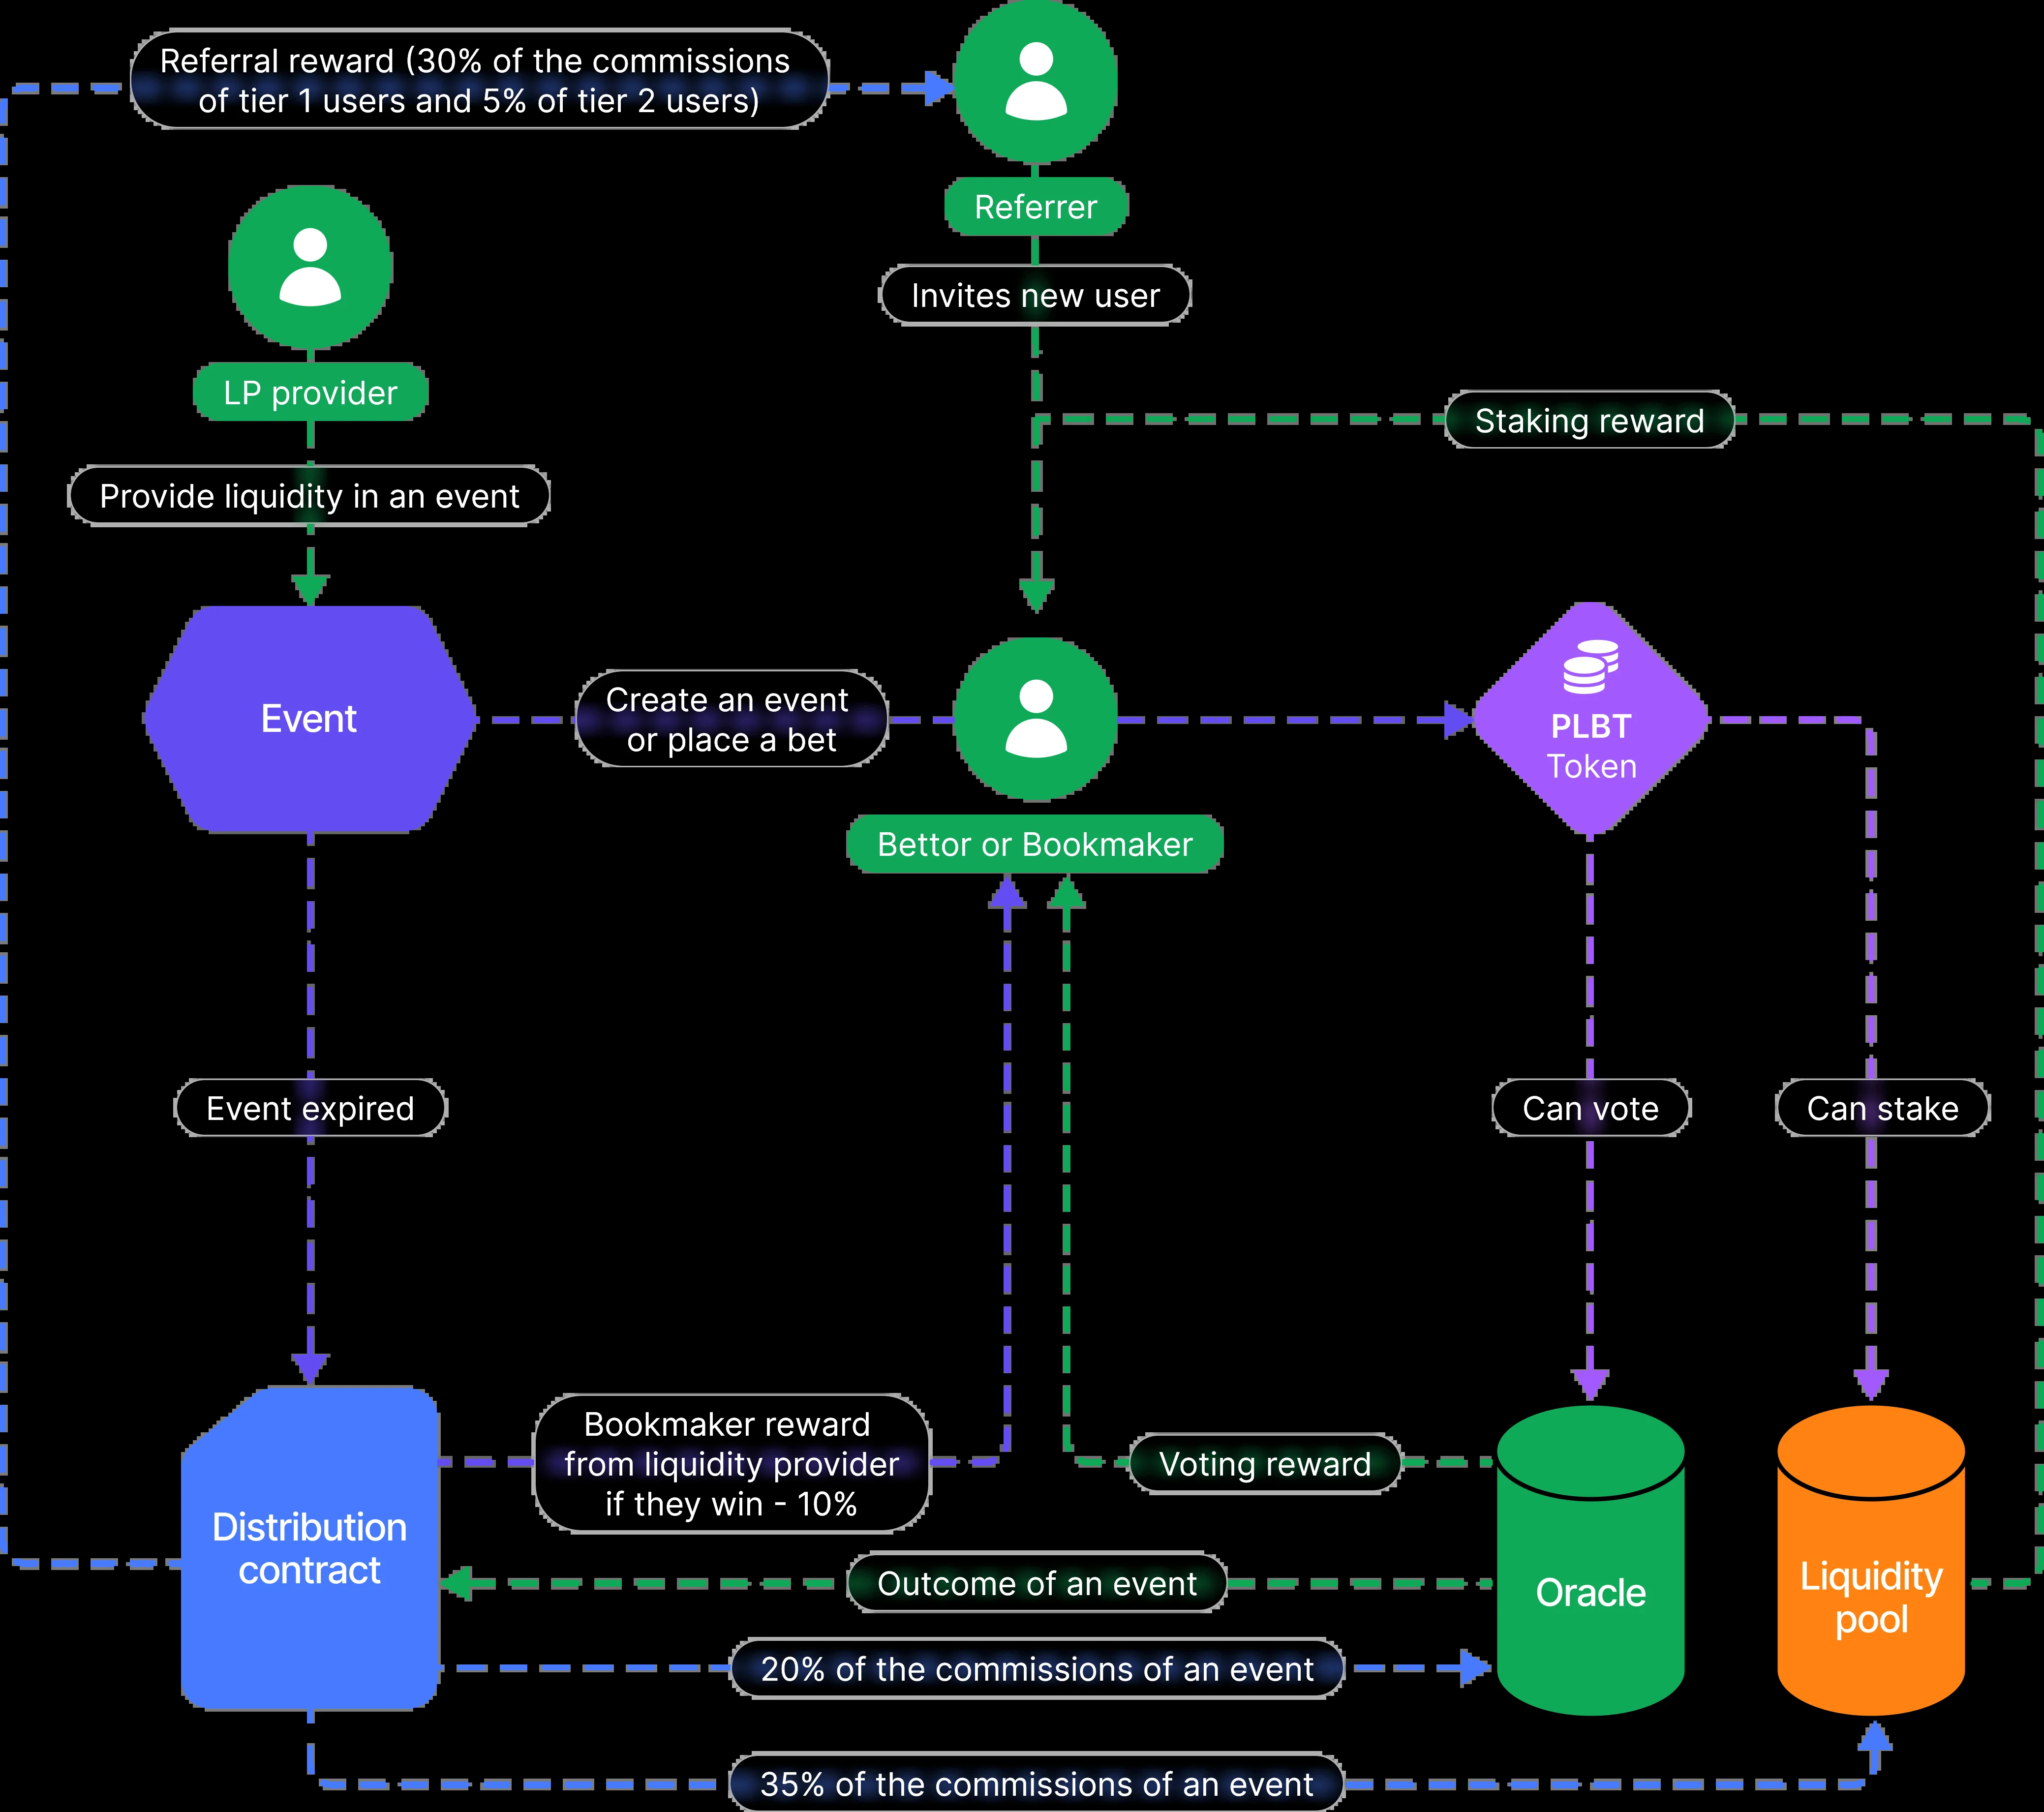 Referral reward (30% of the commissions
of tier 1 users and 5% of tier 2 users)
Referrer
Invites new user
LP provider
Staking reward
Provide liquidity in an event
Event
Create an event
or place a bet
PLBT
Token
Bettor or Bookmaker
Event expired
Can vote
Can stake
Bookmaker reward
from liquidity provider
if they win - 10%
Voting reward
Distribution
contract
Outcome of an event
Oracle
Liquidity
pool
20% of the commissions of an event
35% of the commissions of an event